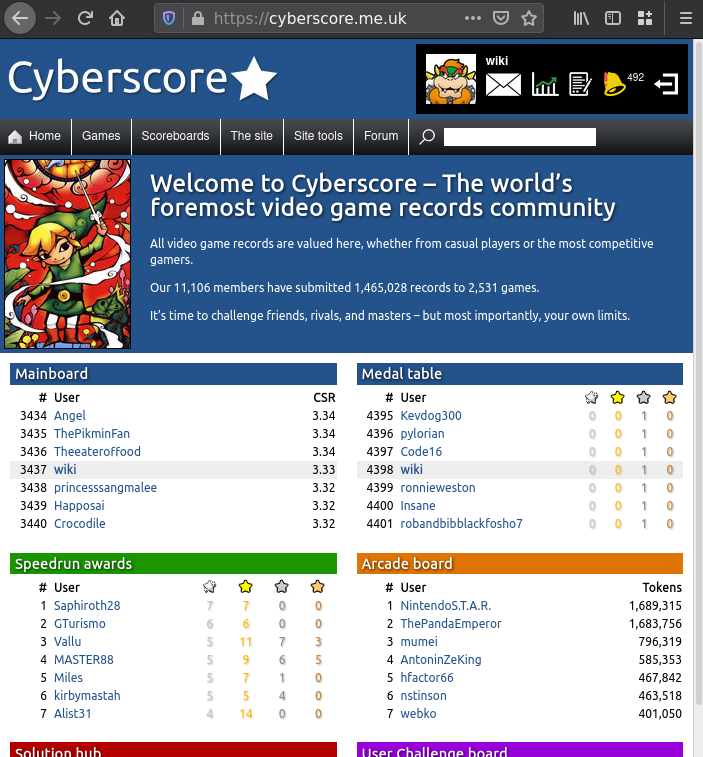 https://cyberscore.me.uk
Cyberscore
wiki
492
Home Games Scoreboards The site Site tools Forum
Welcome to Cyberscore – The world's
foremost video game records community
All video game records are valued here, whether from casual players or the most competitive
gamers.
Our 11,106 members have submitted 1,465,028 records to 2,531 games.
It's time to challenge friends, rivals, and masters – but most importantly, your own limits.
Mainboard
# User CSR
3434 Angel 3.34
3435 ThePikminFan 3.34
3436 Theeateroffood 3.34
3437 wiki 3.33
3438 princesssangmalee 3.32
3439 Happosai 3.32
3440 Crocodile 3.32
Medal table
# User
4395 Kevdog300 0 0 1 0
4396 pylorian 0 0 1 0
4397 Code16 0 0 1 0
4398 wiki 0 0 1 0
4399 ronnieweston 0 0 1 0
4400 Insane 0 0 1 0
4401 robandbibblackfosho7 0 0 1 0
Speedrun awards
# User
1 Saphiroth28 7 7 0 0
2 GTurismo 6 6 0 0
3 Vallu 5 11 7 3
4 MASTER88 5 9 6 5
5 Miles 5 7 1 0
6 kirbymastah 5 5 4 0
7 Alist31 4 14 0 0
Arcade board
# User Tokens
1 NintendoS.T.A.R. 1,689,315
2 ThePandaEmperor 1,683,756
3 mumei 796,319
4 AntoninZeKing 585,353
5 hfactor66 467,842
6 nstinson 463,518
7 webko 401,050
Solution hub
User Challenge board